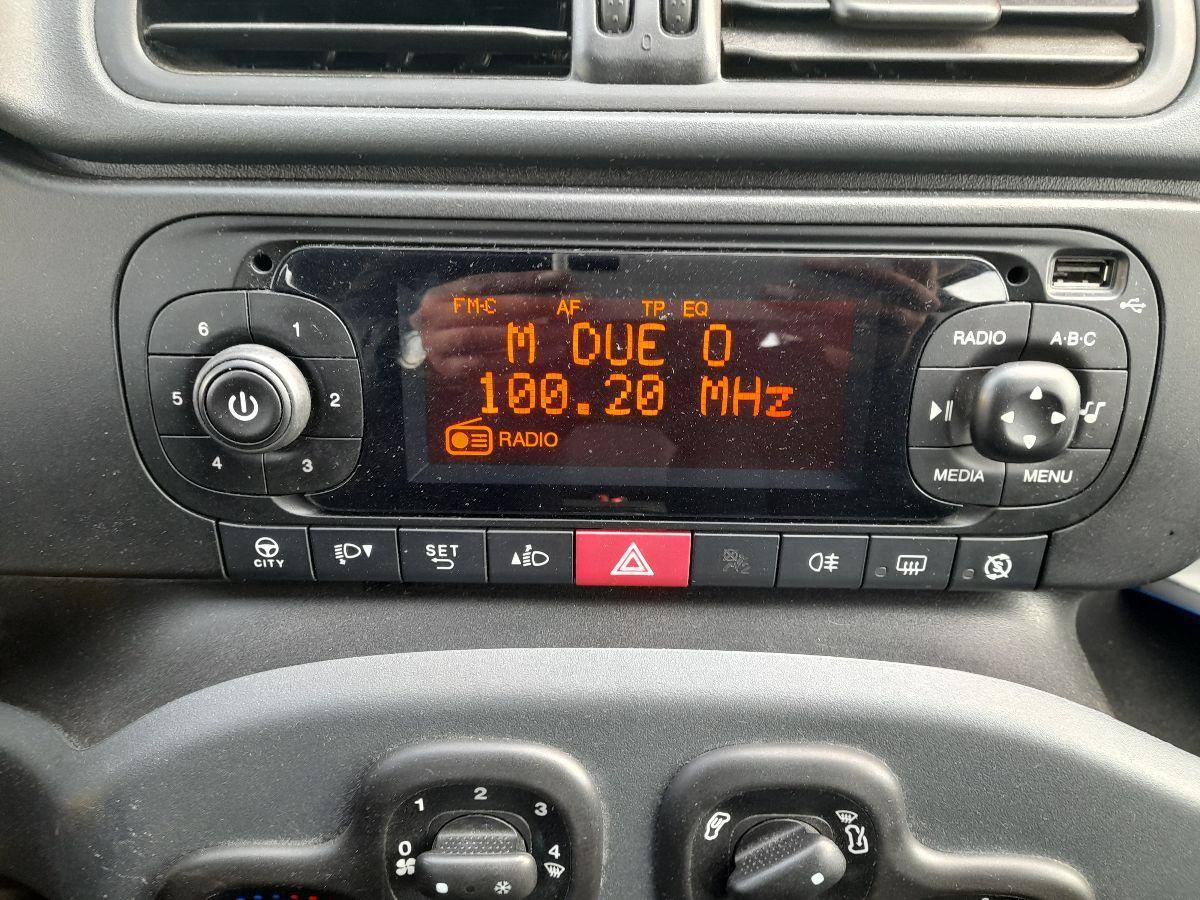 0
FM-C AF TP EQ
M DUE O
100.20 MHz
RADIO
6 1
5 2
4 3
RADIO A·B·C
MEDIA MENU
CITY
SET
0 1 2 3 4